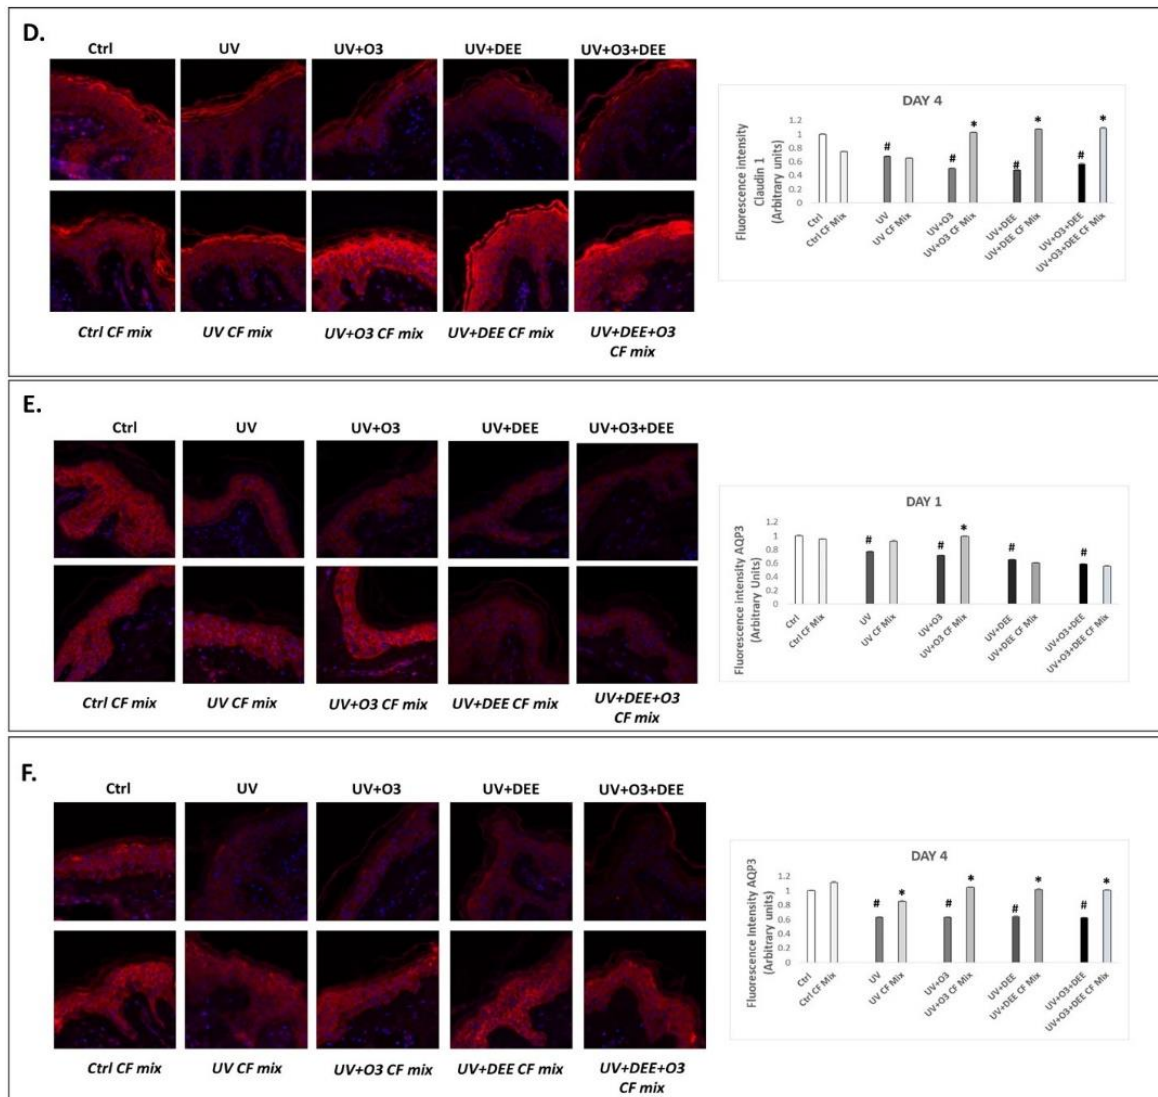 D.
Ctrl UV UV+O3 UV+DEE UV+O3+DEE
Ctrl CF mix UV CF mix UV+O3 CF mix UV+DEE CF mix UV+DEE+O3
CF mix
DAY 4
Fluorescence intensity
Claudin 1
(Arbitrary units)
1.2
1
0.8
0.6
0.4
0.2
0
# # * # * # *
Ctrl
Ctrl CF Mix
UV
UV CF Mix
UV+O3
UV+O3 CF Mix
UV+DEE
UV+DEE CF Mix
UV+O3+DEE
UV+O3+DEE CF Mix
E.
Ctrl UV UV+O3 UV+DEE UV+O3+DEE
Ctrl CF mix UV CF mix UV+O3 CF mix UV+DEE CF mix UV+DEE+O3
CF mix
DAY 1
Fluorescence intensity AQP3
(Arbitrary Units)
1.2
1
0.8
0.6
0.4
0.2
0
# # * # #
Ctrl
Ctrl CF Mix
UV
UV CF Mix
UV+O3
UV+O3 CF Mix
UV+DEE
UV+DEE CF Mix
UV+O3+DEE
UV+O3+DEE CF Mix
F.
Ctrl UV UV+O3 UV+DEE UV+O3+DEE
Ctrl CF mix UV CF mix UV+O3 CF mix UV+DEE CF mix UV+DEE+O3
CF mix
DAY 4
Fluorescence Intensity AQP3
(Arbitrary units)
1.2
1
0.8
0.6
0.4
0.2
0
# * # * # * # *
Ctrl
Ctrl CF Mix
UV
UV CF Mix
UV+O3
UV+O3 CF Mix
UV+DEE
UV+DEE CF Mix
UV+O3+DEE
UV+O3+DEE CF Mix